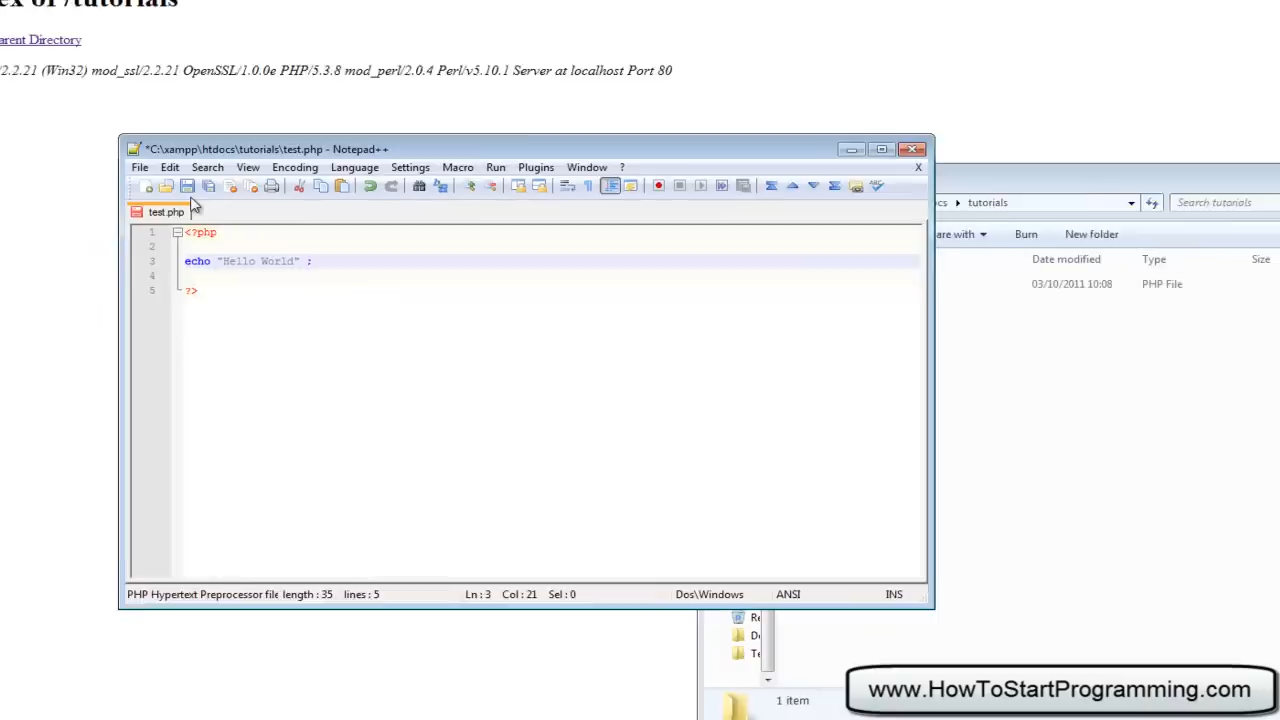 ex of /tutorials
arent Directory
/2.2.21 (Win32) mod_ssl/2.2.21 OpenSSL/1.0.0e PHP/5.3.8 mod_perl/2.0.4 Perl/v5.10.1 Server at localhost Port 80
*C:\xampp\htdocs\tutorials\test.php - Notepad++
File Edit Search View Encoding Language Settings Macro Run Plugins Window ? X
test.php
1 <?php
2
3 echo "Hello World" ;
4
5 ?>
PHP Hypertext Preprocessor file length : 35 lines : 5 Ln : 3 Col : 21 Sel : 0 Dos\Windows ANSI INS
cs tutorials Search tutorials
are with Burn New folder
Date modified Type Size
03/10/2011 10:08 PHP File
Re
De
Te
1 item
www.HowToStartProgramming.com